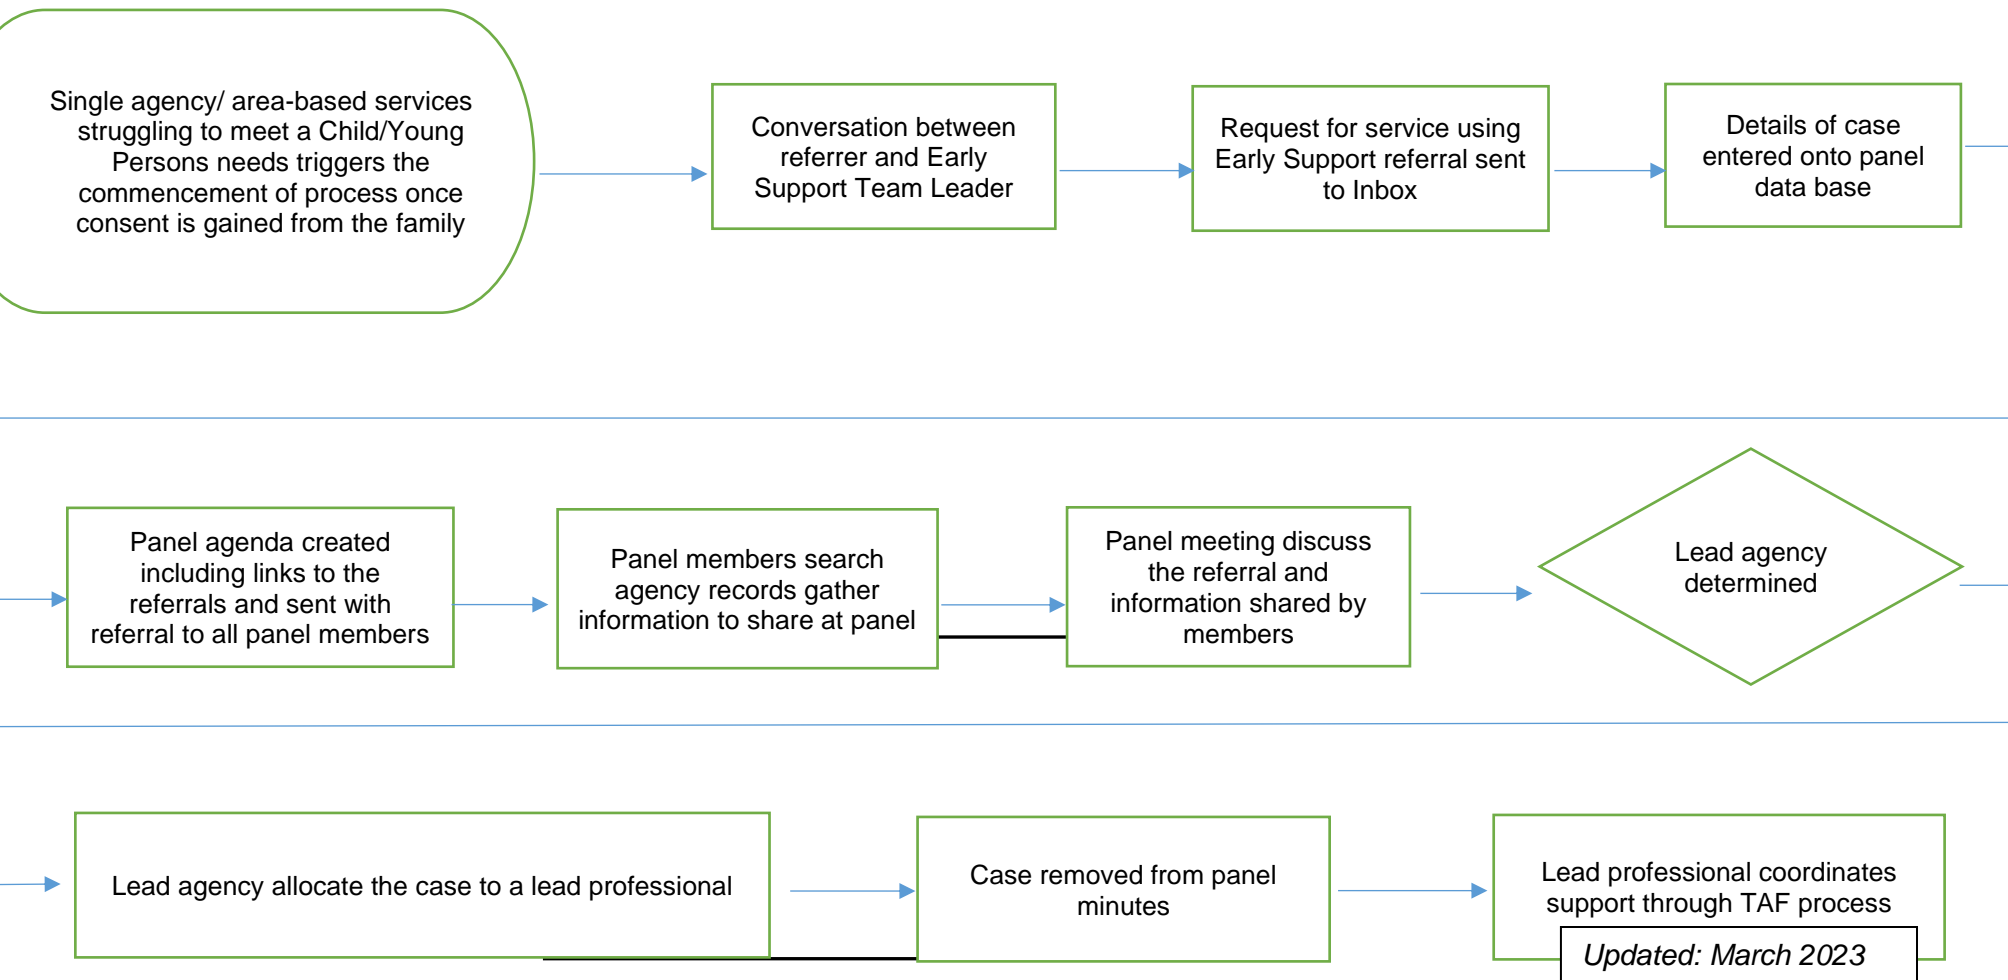 Single agency/ area-based services
struggling to meet a Child/Young
Persons needs triggers the
commencement of process once
consent is gained from the family
Conversation between
referrer and Early
Support Team Leader
Request for service using
Early Support referral sent
to Inbox
Details of case
entered onto panel
data base
Panel agenda created
including links to the
referrals and sent with
referral to all panel members
Panel members search
agency records gather
information to share at panel
Panel meeting discuss
the referral and
information shared by
members
Lead agency
determined
Lead agency allocate the case to a lead professional
Case removed from panel
minutes
Lead professional coordinates
support through TAF process
Updated: March 2023